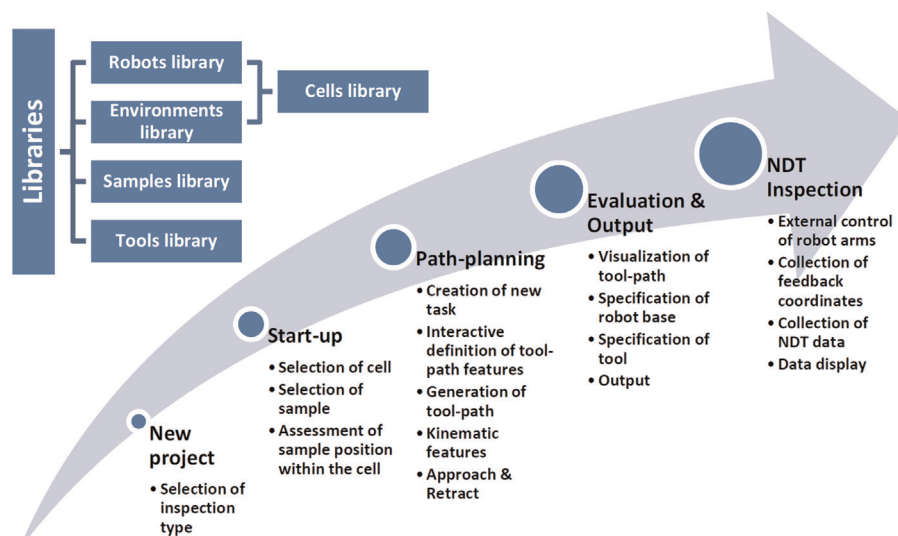 Libraries
Robots library
Environments
library
Samples library
Tools library
Cells library
New
project
• Selection of
inspection
type
Start-up
• Selection of cell
• Selection of
sample
• Assessment of
sample position
within the cell
Path-planning
• Creation of new
task
• Interactive
definition of tool-
path features
• Generation of
tool-path
• Kinematic
features
• Approach &
Retract
Evaluation &
Output
• Visualization of
tool-path
• Specification of
robot base
• Specification of
tool
• Output
NDT
Inspection
• External control
of robot arms
• Collection of
feedback
coordinates
• Collection of
NDT data
• Data display